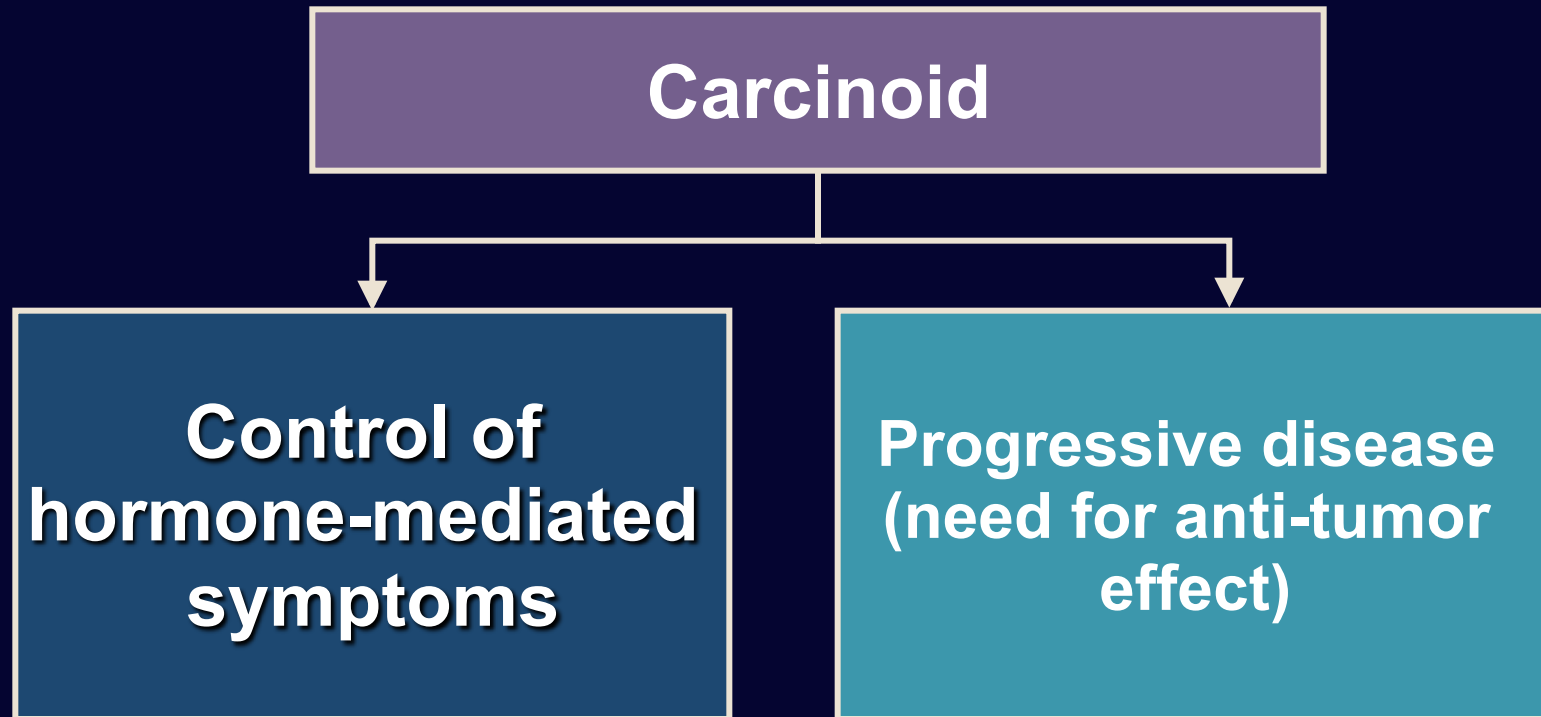 Carcinoid
Control of
hormone-mediated
symptoms
Progressive disease
(need for anti-tumor
effect)